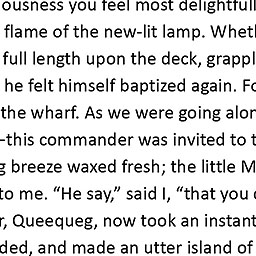 ousness you feel most delightfull
flame of the new-lit lamp. Wheth
full length upon the deck, grappl
he felt himself baptized again. Fo
the wharf. As we were going alon
—this commander was invited to t
g breeze waxed fresh; the little M
to me. “He say,” said I, “that you c
r, Queequeg, now took an instant
ded, and made an utter island of